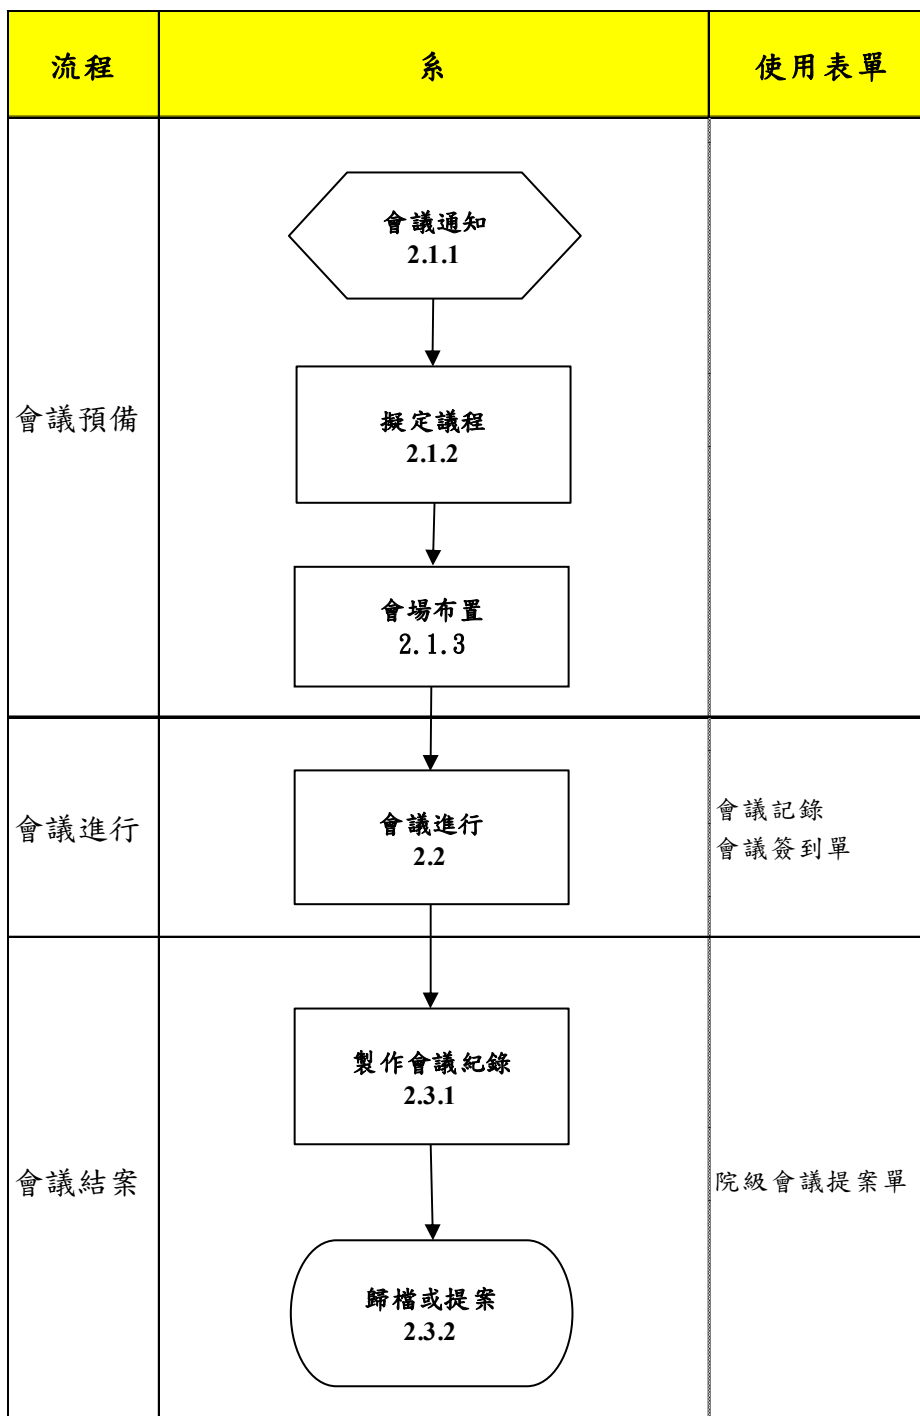 流程
系
使用表單
會議預備
會議通知
2.1.1
擬定議程
2.1.2
會場布置
2.1.3
會議進行
會議進行
2.2
會議記錄
會議簽到單
會議結案
製作會議紀錄
2.3.1
歸檔或提案
2.3.2
院級會議提案單